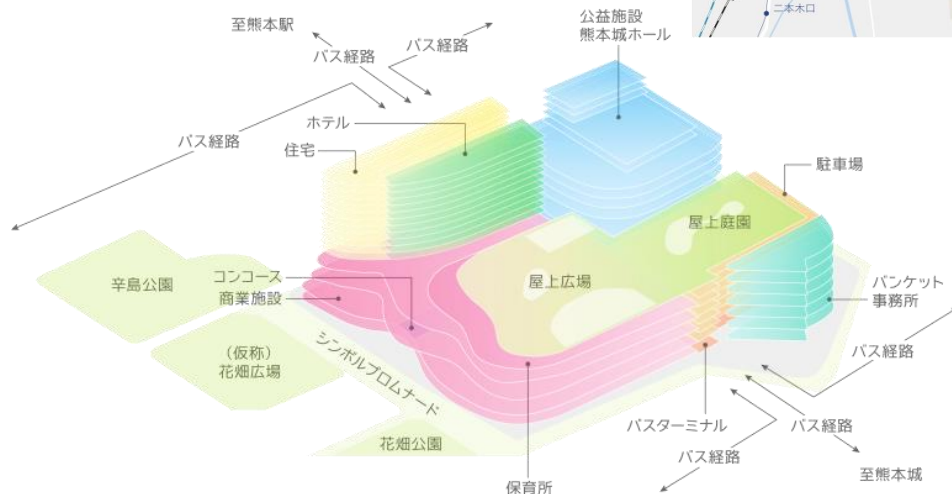 二本木口
公益施設
熊本城ホール
至熊本駅
バス経路
バス経路
バス経路
ホテル
住宅
駐車場
屋上庭園
屋上広場
辛島公園
コンコース
商業施設
バンケット
事務所
（仮称）
花畑広場
シンボルプロムナード
バス経路
バスターミナル
バス経路
バス経路
花畑公園
保育所
至熊本城